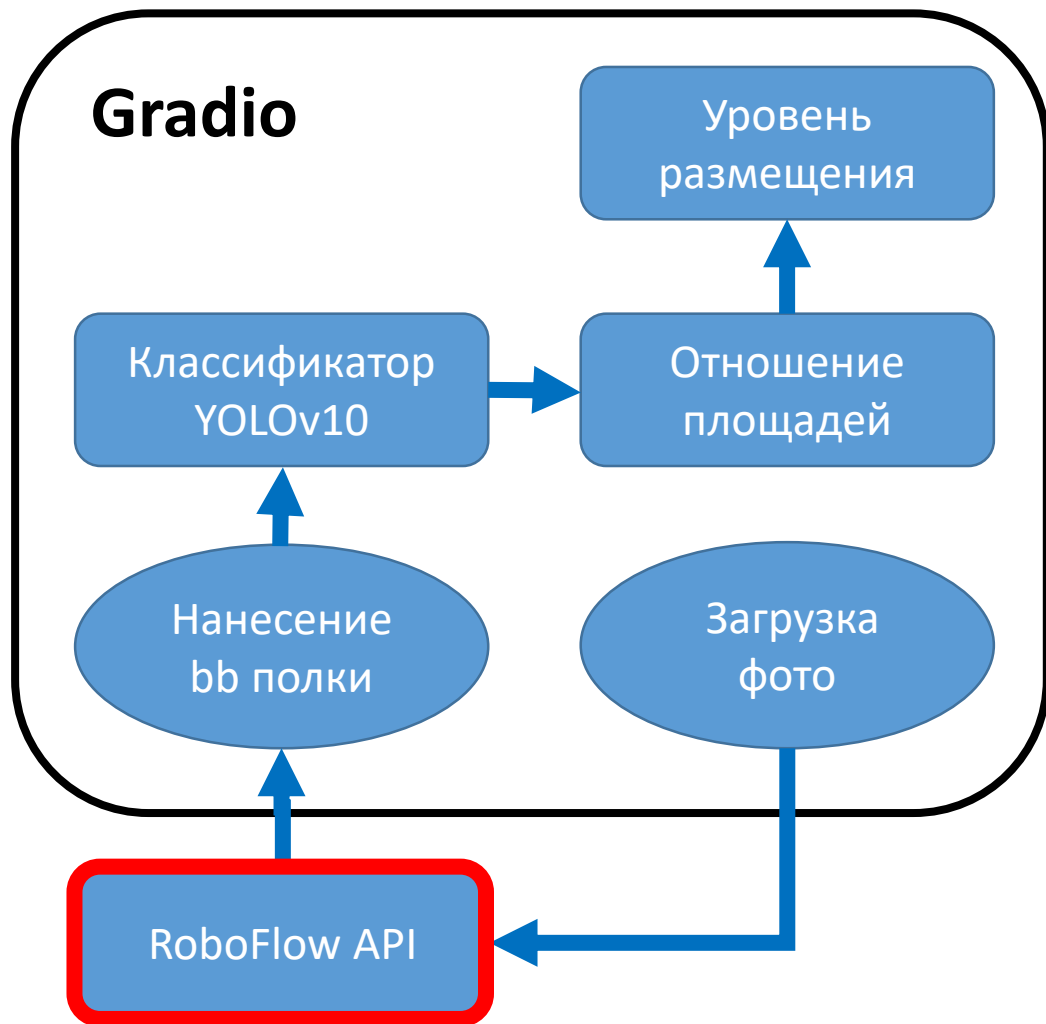 Gradio
Уровень
размещения
Классификатор
YOLOv10
Отношение
площадей
Нанесение
bb полки
Загрузка
фото
RoboFlow API